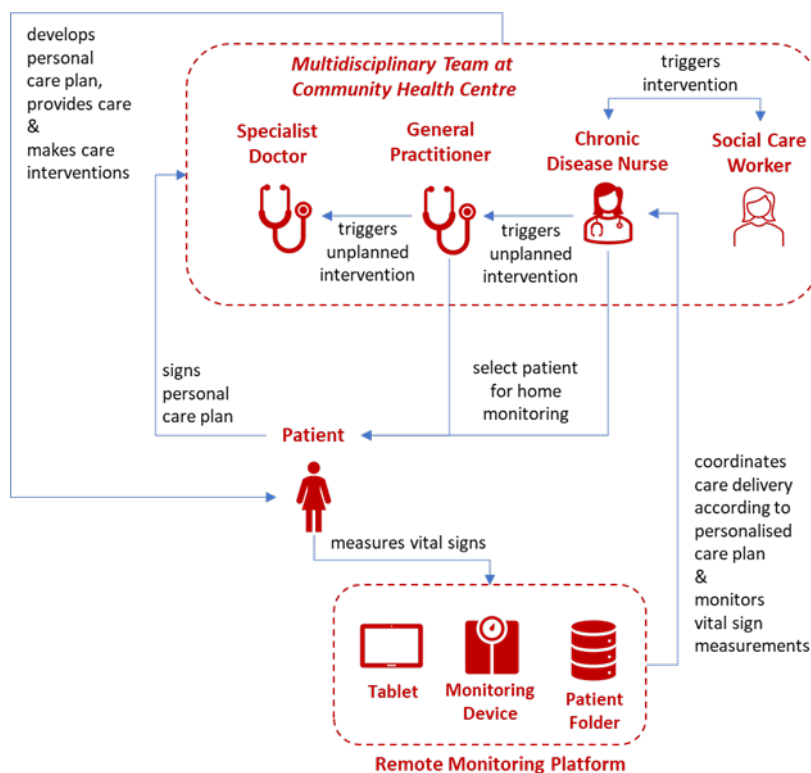 develops
personal
care plan,
provides care
&
makes care
interventions
Multidisciplinary Team at
Community Health Centre
triggers
intervention
Specialist
Doctor
General
Practitioner
Chronic
Disease Nurse
Social Care
Worker
triggers
unplanned
intervention
triggers
unplanned
intervention
signs
personal
care plan
select patient
for home
monitoring
Patient
coordinates
care delivery
according to
personalised
care plan
&
monitors
vital sign
measurements
measures vital signs
Tablet
Monitoring
Device
Patient
Folder
Remote Monitoring Platform